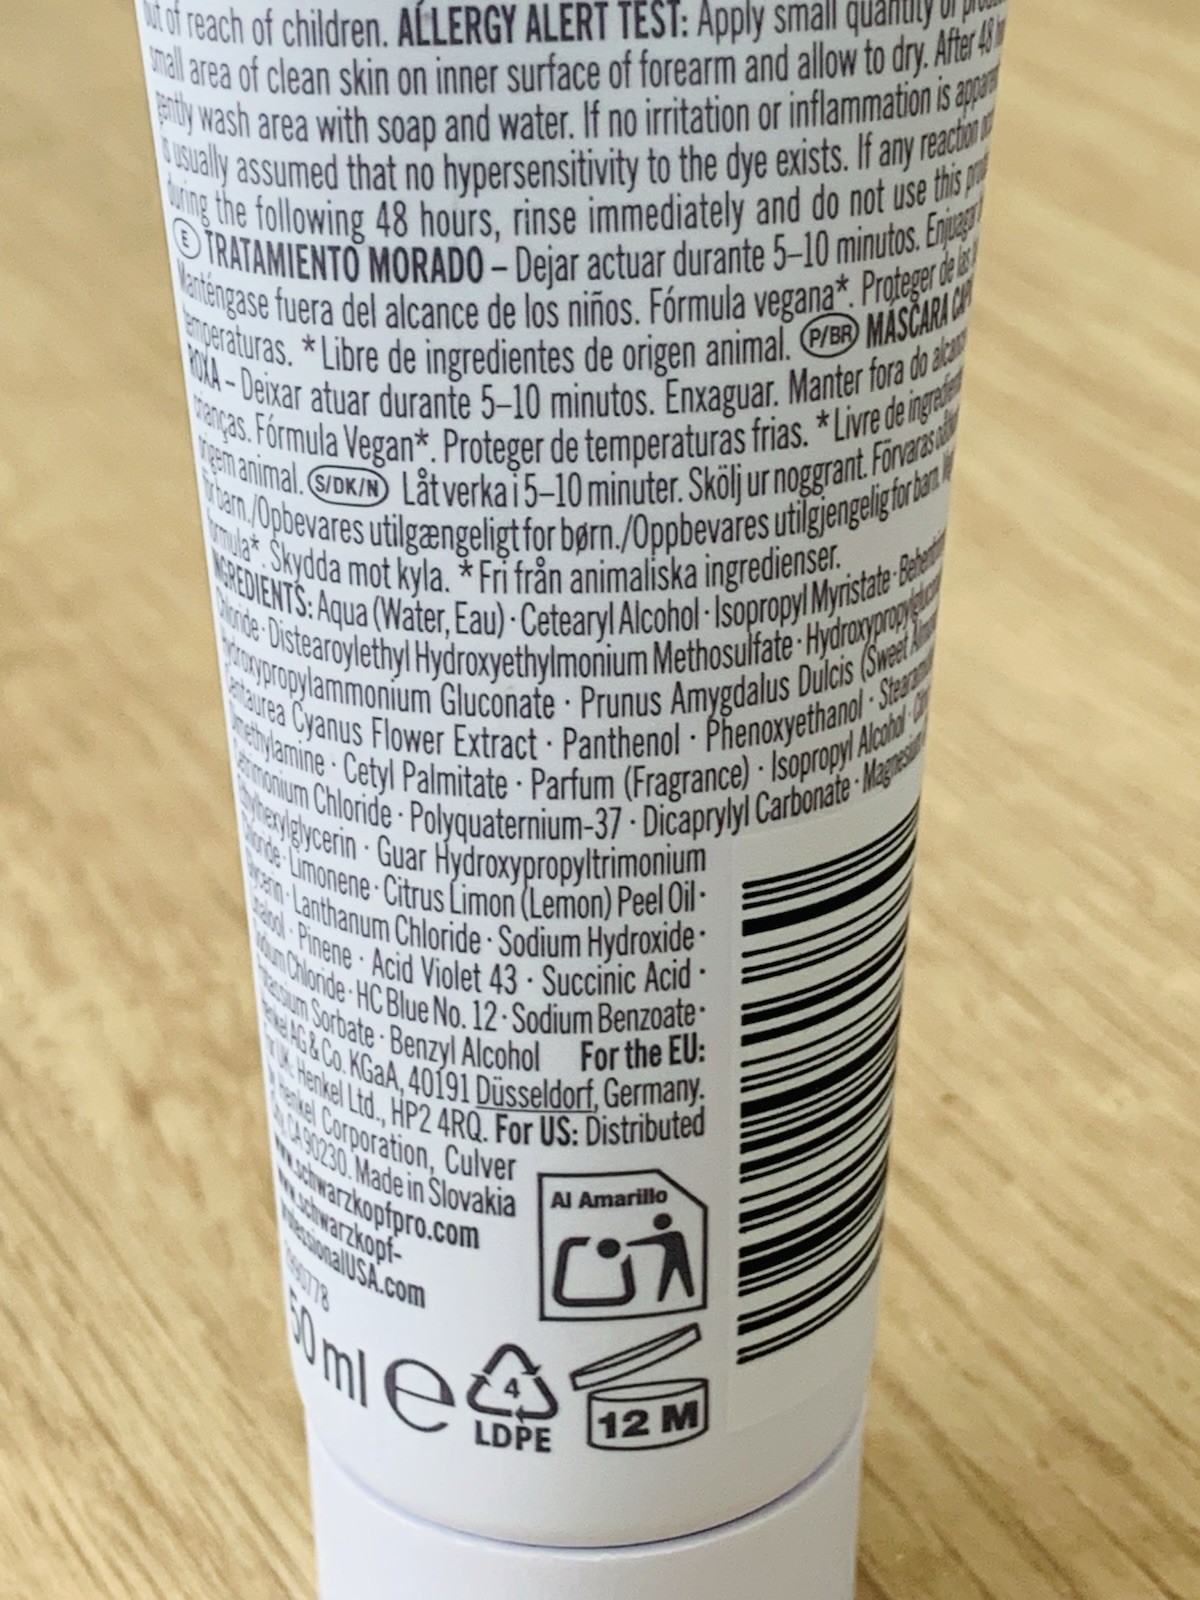 out of reach of children. ALLERGY ALERT TEST: Apply small quantity of
small area of clean skin on inner surface of forearm and allow to dry. After 48
gently wash area with soap and water. If no irritation or inflammation is
is usually assumed that no hypersensitivity to the dye exists. If any reaction
during the following 48 hours, rinse immediately and do not use this
E TRATAMIENTO MORADO – Dejar actuar durante 5–10 minutos.
Manténgase fuera del alcance de los niños. Fórmula vegana*. Proteger de las
temperaturas. *Libre de ingredientes de origen animal. P/BR MÁSCARA
ROXA – Deixar atuar durante 5–10 minutos. Enxaguar. Manter fora do
crianças. Fórmula Vegan*. Proteger de temperaturas frias. *Livre de
origem animal. S/DK/N Låt verka i 5–10 minuter. Skölj ur noggrant. Förvaras
för barn./Opbevares utilgængeligt for børn./Oppbevares utilgjengelig for barn.
formula*. Skydda mot kyla. *Fri från animaliska ingredienser.
INGREDIENTS: Aqua (Water, Eau) · Cetearyl Alcohol · Isopropyl Myristate ·
Chloride · Distearoylethyl Hydroxyethylmonium Methosulfate ·
Hydroxypropylammonium Gluconate · Prunus Amygdalus Dulcis (Sweet
Centaurea Cyanus Flower Extract · Panthenol · Phenoxyethanol ·
Dimethylamine · Cetyl Palmitate · Parfum (Fragrance) · Isopropyl Alcohol ·
Cetrimonium Chloride · Polyquaternium-37 · Dicaprylyl Carbonate ·
Ethylhexylglycerin · Guar Hydroxypropyltrimonium
Chloride · Limonene · Citrus Limon (Lemon) Peel Oil ·
Glycerin · Lanthanum Chloride · Sodium Hydroxide ·
Linalool · Pinene · Acid Violet 43 · Succinic Acid ·
Sodium Chloride · HC Blue No. 12 · Sodium Benzoate ·
Potassium Sorbate · Benzyl Alcohol For the EU:
Henkel AG & Co. KGaA, 40191 Düsseldorf, Germany.
For UK: Henkel Ltd., HP2 4RQ. For US: Distributed
by Henkel Corporation, Culver
City, CA 90230. Made in Slovakia
www.schwarzkopfpro.com
www.schwarzkopf-
professionalUSA.com
Al Amarillo
50 ml e
4
LDPE
12 M